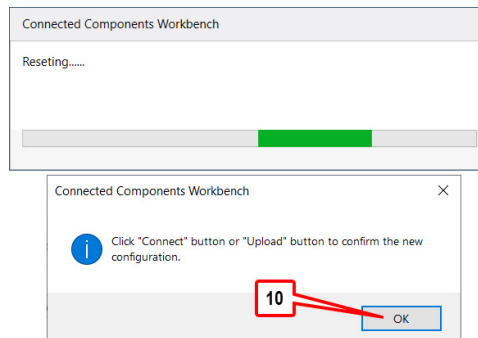 Connected Components Workbench
Reseting......
Connected Components Workbench
Click "Connect" button or "Upload" button to confirm the new
configuration.
10
OK